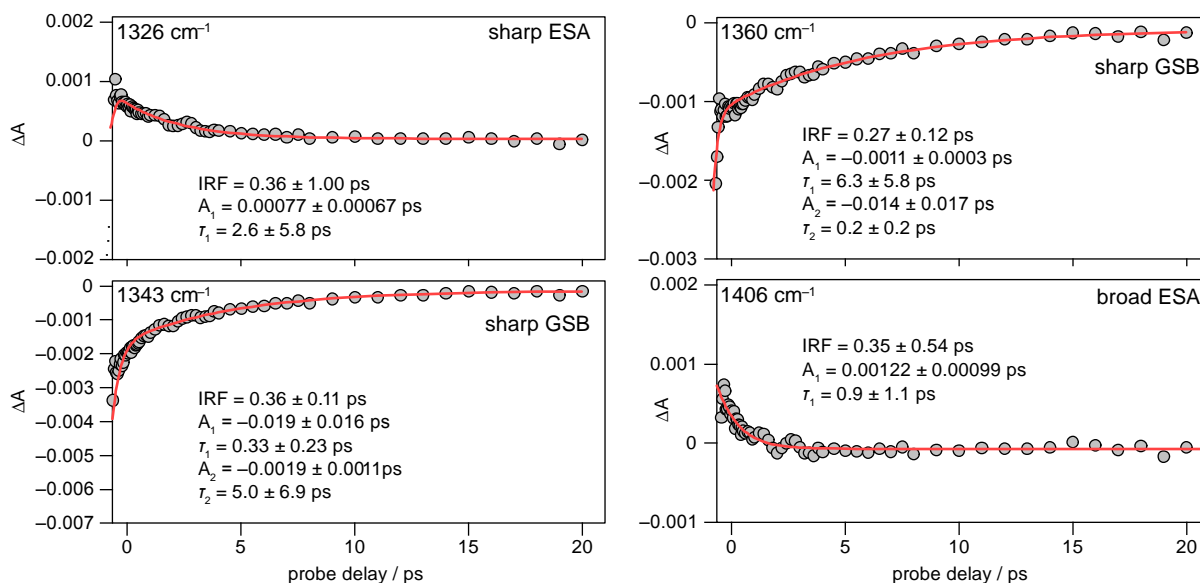 0.002
1326 cm⁻¹
sharp ESA
0.001
0
ΔA
−0.001
−0.002
IRF = 0.36 ± 1.00 ps
A₁ = 0.00077 ± 0.00067 ps
τ₁ = 2.6 ± 5.8 ps
0
1360 cm⁻¹
sharp GSB
−0.001
ΔA
−0.002
−0.003
IRF = 0.27 ± 0.12 ps
A₁ = −0.0011 ± 0.0003 ps
τ₁ = 6.3 ± 5.8 ps
A₂ = −0.014 ± 0.017 ps
τ₂ = 0.2 ± 0.2 ps
0
1343 cm⁻¹
sharp GSB
−0.001
−0.002
−0.003
ΔA
−0.004
−0.005
−0.006
−0.007
IRF = 0.36 ± 0.11 ps
A₁ = −0.019 ± 0.016 ps
τ₁ = 0.33 ± 0.23 ps
A₂ = −0.0019 ± 0.0011ps
τ₂ = 5.0 ± 6.9 ps
0 5 10 15 20
probe delay / ps
0.002
1406 cm⁻¹
broad ESA
0.001
ΔA
0
−0.001
IRF = 0.35 ± 0.54 ps
A₁ = 0.00122 ± 0.00099 ps
τ₁ = 0.9 ± 1.1 ps
0 5 10 15 20
probe delay / ps